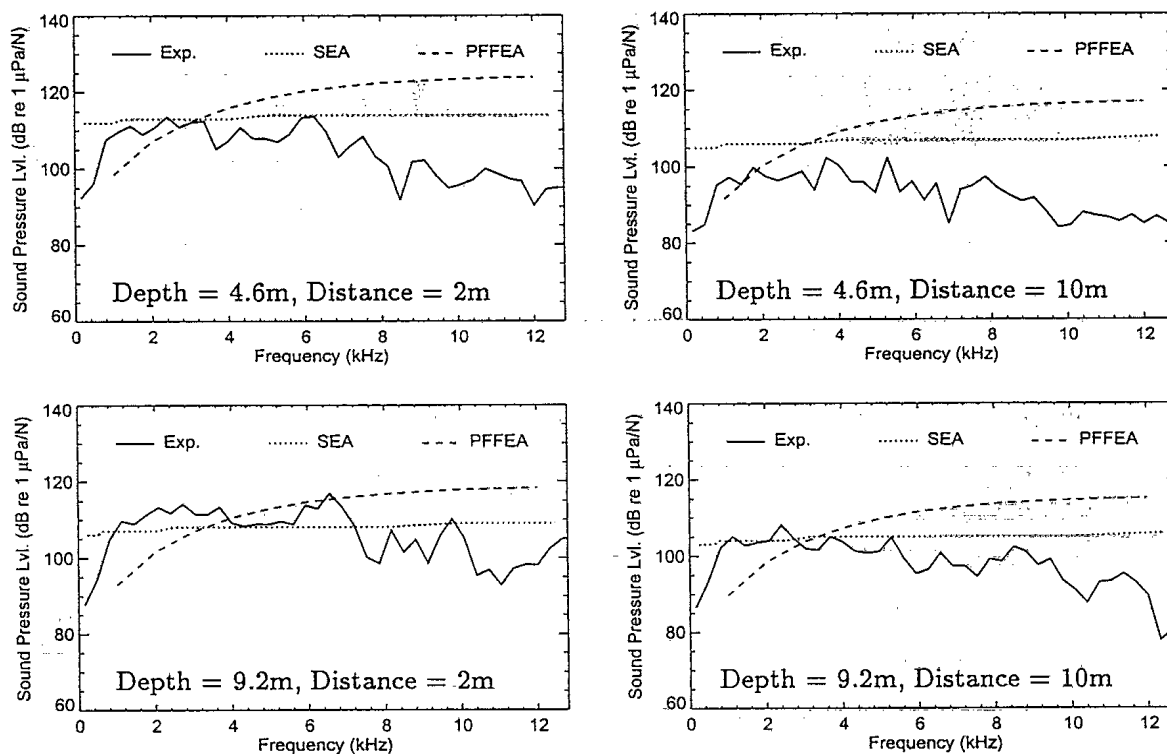 140
120
100
80
60
Sound Pressure Lvl. (dB re 1 μPa/N)
Exp. SEA PFFEA
Depth = 4.6m, Distance = 2m
0 2 4 6 8 10 12
Frequency (kHz)
140
120
100
80
60
Sound Pressure Lvl. (dB re 1 μPa/N)
Exp. SEA PFFEA
Depth = 4.6m, Distance = 10m
0 2 4 6 8 10 12
Frequency (kHz)
140
120
100
80
60
Sound Pressure Lvl. (dB re 1 μPa/N)
Exp. SEA PFFEA
Depth = 9.2m, Distance = 2m
0 2 4 6 8 10 12
Frequency (kHz)
140
120
100
80
60
Sound Pressure Lvl. (dB re 1 μPa/N)
Exp. SEA PFFEA
Depth = 9.2m, Distance = 10m
0 2 4 6 8 10 12
Frequency (kHz)